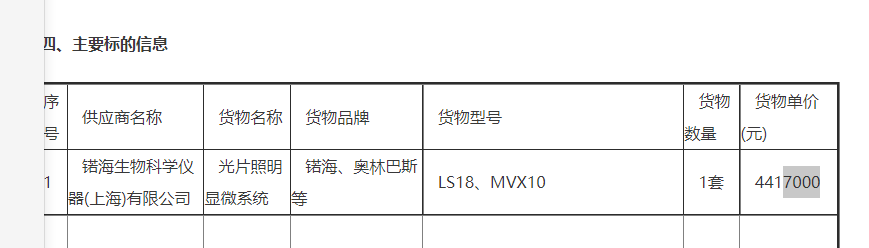 四、主要标的信息
序号 供应商名称 货物名称 货物品牌 货物型号 货物数量 货物单价(元)
1 锘海生物科学仪器(上海)有限公司 光片照明显微系统 锘海、奥林巴斯等 LS18、MVX10 1套 4417000